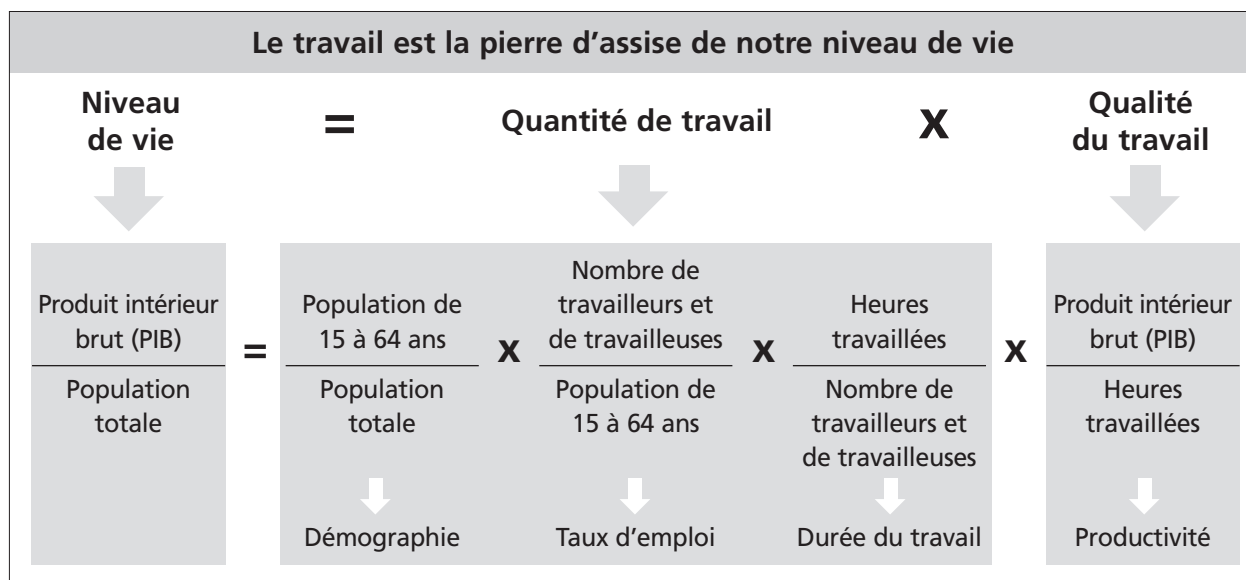 Le travail est la pierre d’assise de notre niveau de vie
Niveau
de vie
=
Quantité de travail
X
Qualité
du travail
Produit intérieur
brut (PIB)
Population
totale
=
Population de
15 à 64 ans
Population
totale
Démographie
X
Nombre de
travailleurs et
de travailleuses
Population de
15 à 64 ans
Taux d’emploi
X
Heures
travaillées
Nombre de
travailleurs et
de travailleuses
Durée du travail
X
Produit intérieur
brut (PIB)
Heures
travaillées
Productivité